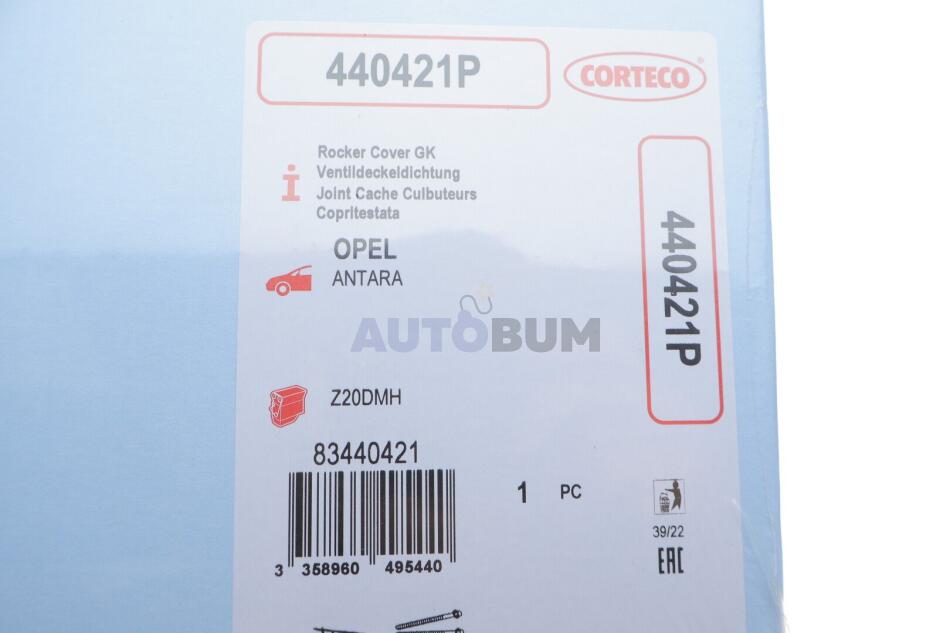 440421P
CORTECO®
Rocker Cover GK
Ventildeckeldichtung
Joint Cache Culbuteurs
Copritestata
440421P
OPEL
ANTARA
AUTOBUM
Z20DMH
83440421
1 PC
3 358960 495440
39/22
EAC